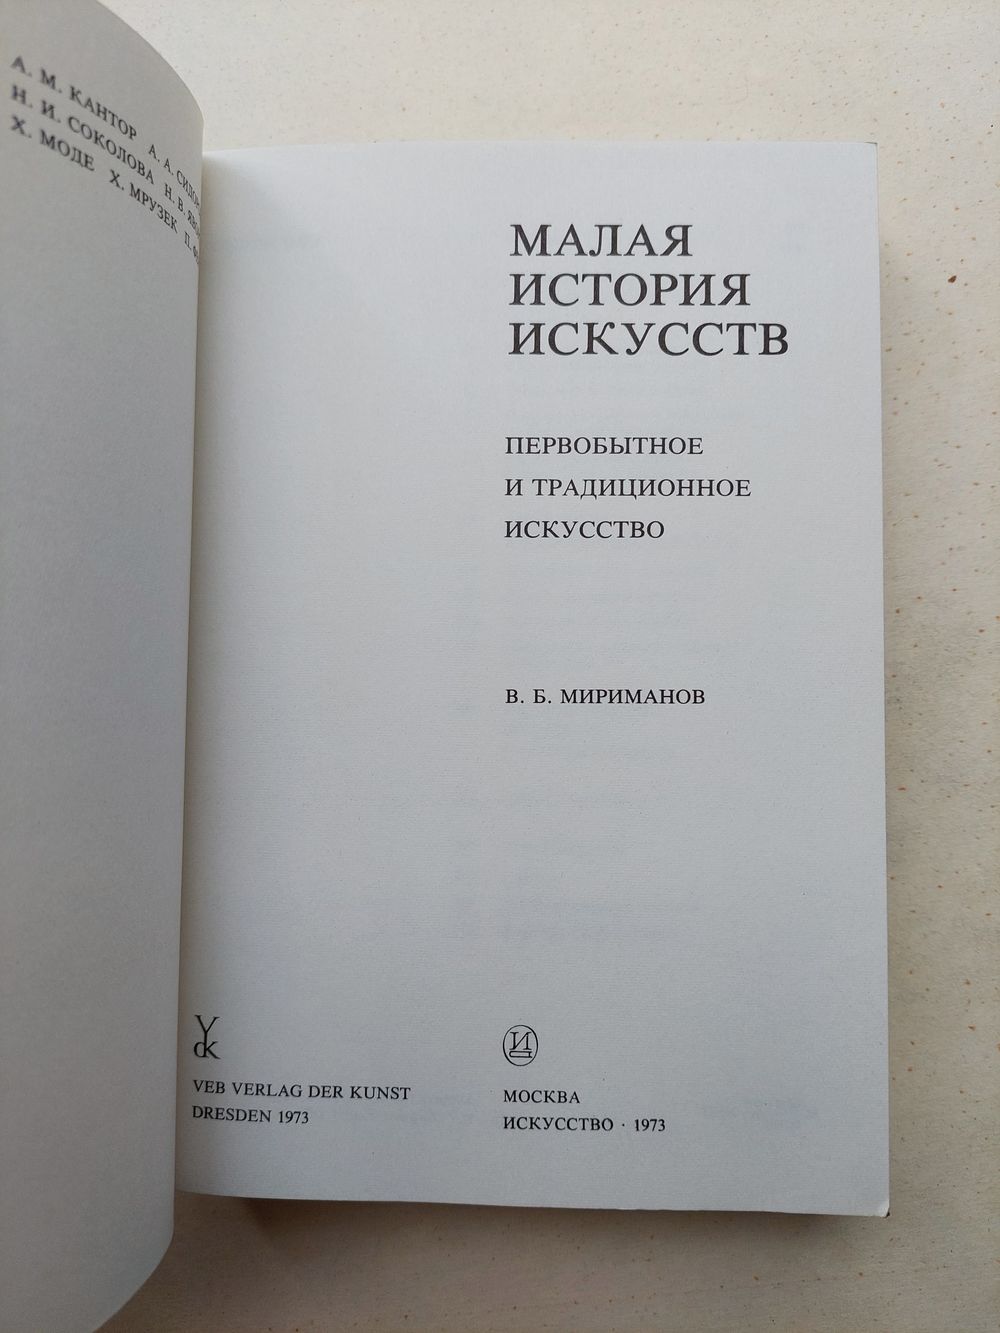 А. М. КАНТОР А. А.
Н. И. СОКОЛОВА Н. В.
Х. МОДЕ Х. МРУЗЕК П.
МАЛАЯ
ИСТОРИЯ
ИСКУССТВ
ПЕРВОБЫТНОЕ
И ТРАДИЦИОННОЕ
ИСКУССТВО
В. Б. МИРИМАНОВ
VdK
VEB VERLAG DER KUNST
DRESDEN 1973
И
МОСКВА
ИСКУССТВО · 1973